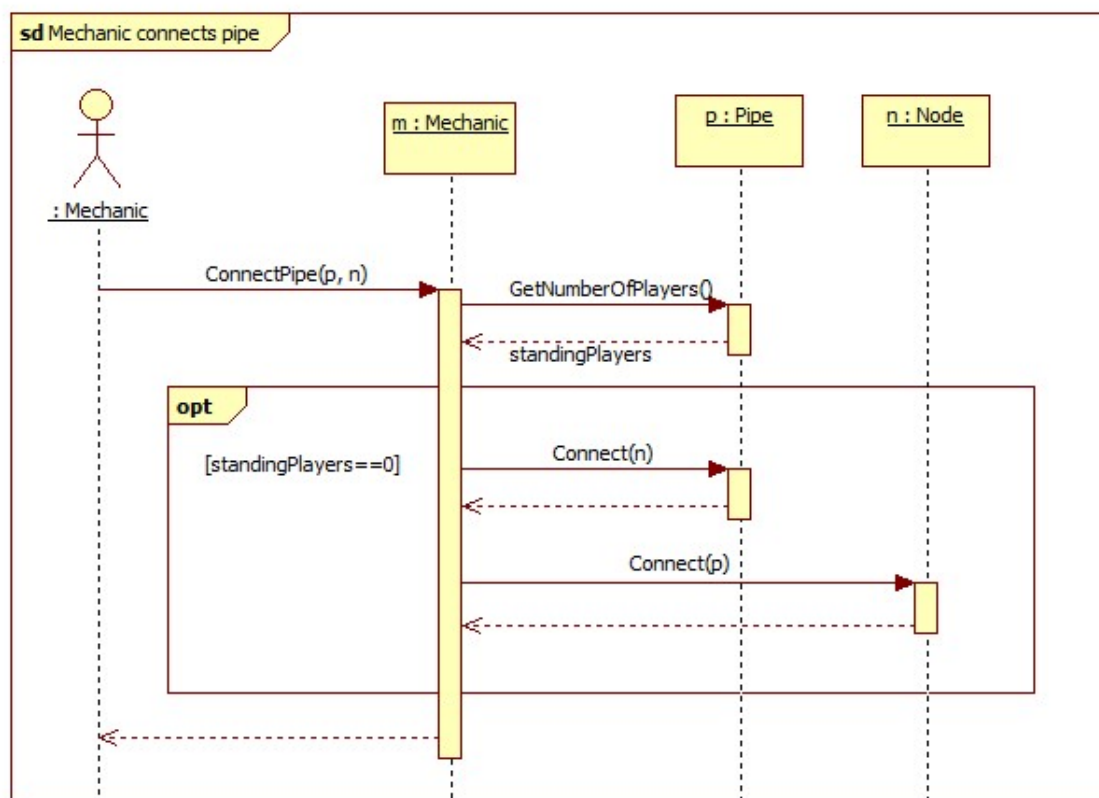 sd Mechanic connects pipe
m : Mechanic
p : Pipe
n : Node
: Mechanic
ConnectPipe(p, n)
GetNumberOfPlayers()
standingPlayers
opt
[standingPlayers==0]
Connect(n)
Connect(p)